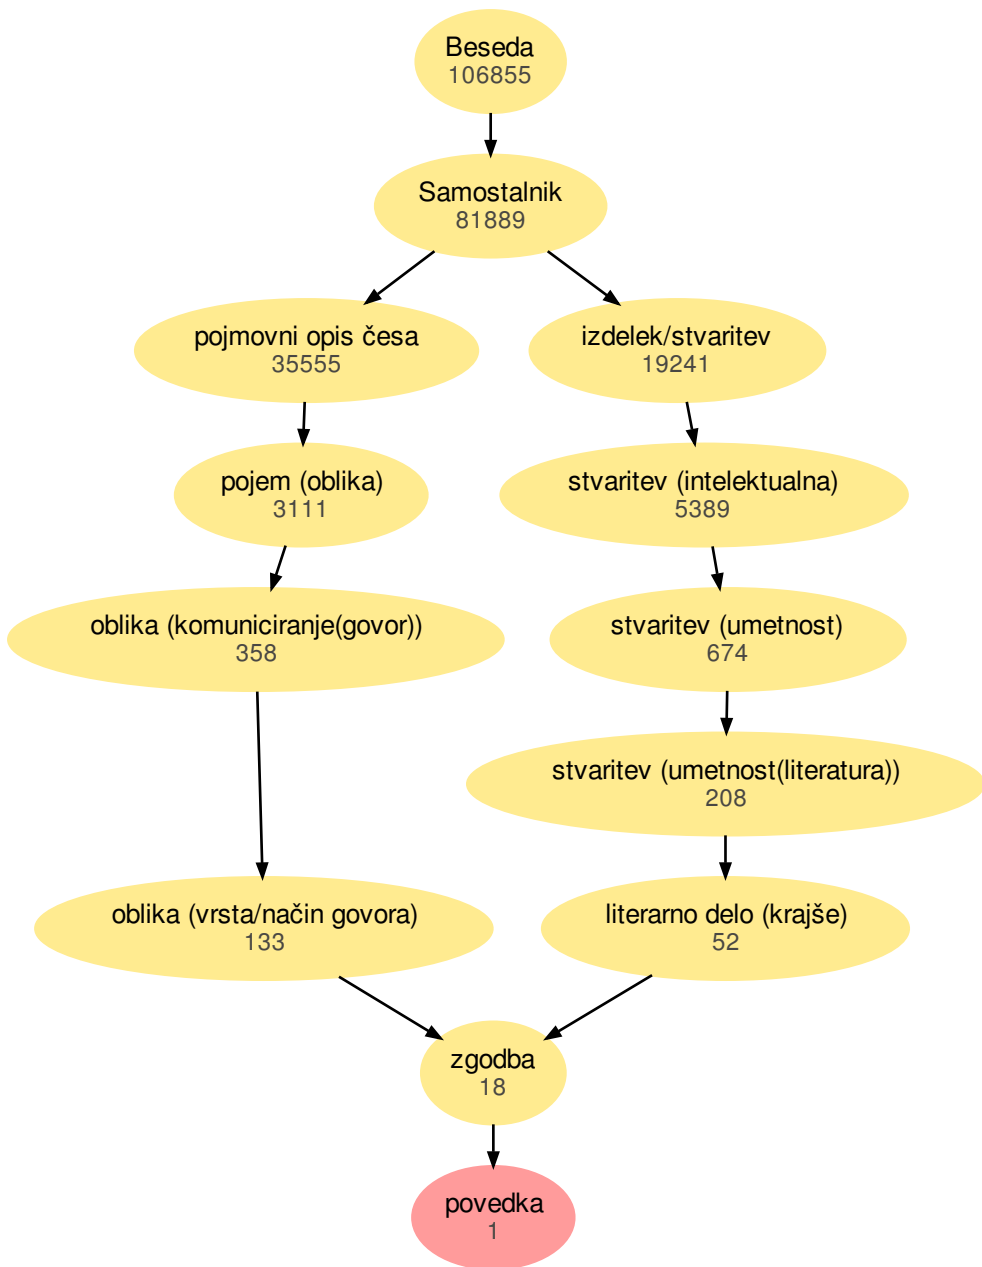 Beseda
106855
Samostalnik
81889
pojmovni opis česa
35555
izdelek/stvaritev
19241
pojem (oblika)
3111
stvaritev (intelektualna)
5389
oblika (komuniciranje(govor))
358
stvaritev (umetnost)
674
stvaritev (umetnost(literatura))
208
oblika (vrsta/način govora)
133
literarno delo (krajše)
52
zgodba
18
povedka
1